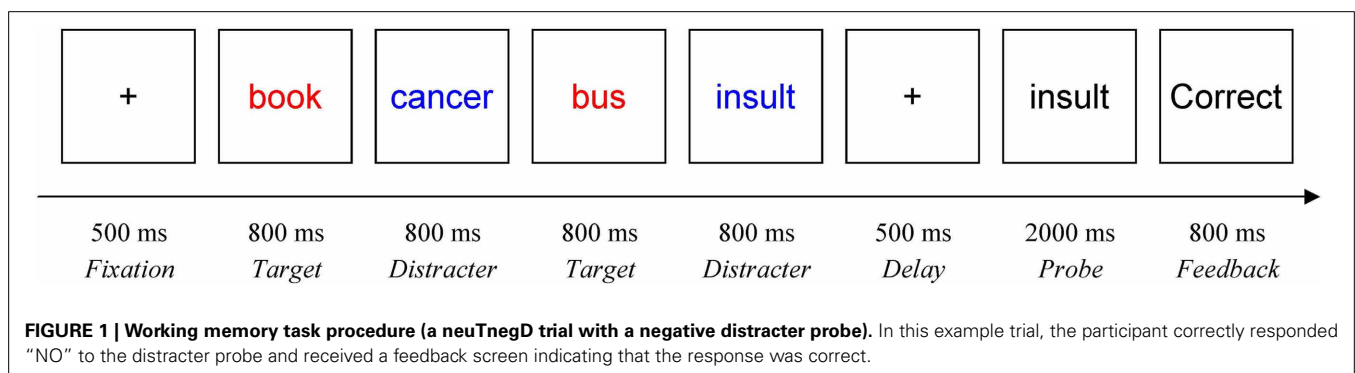 + book cancer bus insult + insult Correct
500 ms 800 ms 800 ms 800 ms 800 ms 500 ms 2000 ms 800 ms
Fixation Target Distracter Target Distracter Delay Probe Feedback
FIGURE 1 | Working memory task procedure (a neuTnegD trial with a negative distracter probe). In this example trial, the participant correctly responded
“NO” to the distracter probe and received a feedback screen indicating that the response was correct.